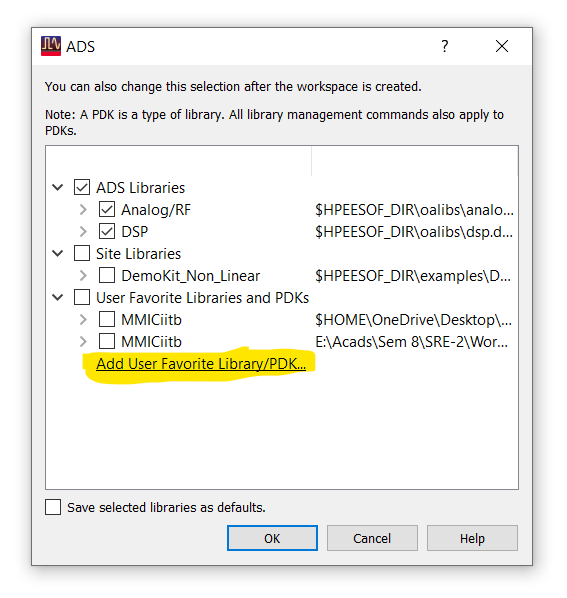 ADS
?
You can also change this selection after the workspace is created.
Note: A PDK is a type of library. All library management commands also apply to
PDKs.
ADS Libraries
Analog/RF $HPEESOF_DIR\oalibs\analo...
DSP $HPEESOF_DIR\oalibs\dsp.d...
Site Libraries
DemoKit_Non_Linear $HPEESOF_DIR\examples\D...
User Favorite Libraries and PDKs
MMICiitb $HOME\OneDrive\Desktop\...
MMICiitb E:\Acads\Sem 8\SRE-2\Wor...
Add User Favorite Library/PDK...
Save selected libraries as defaults.
OK Cancel Help